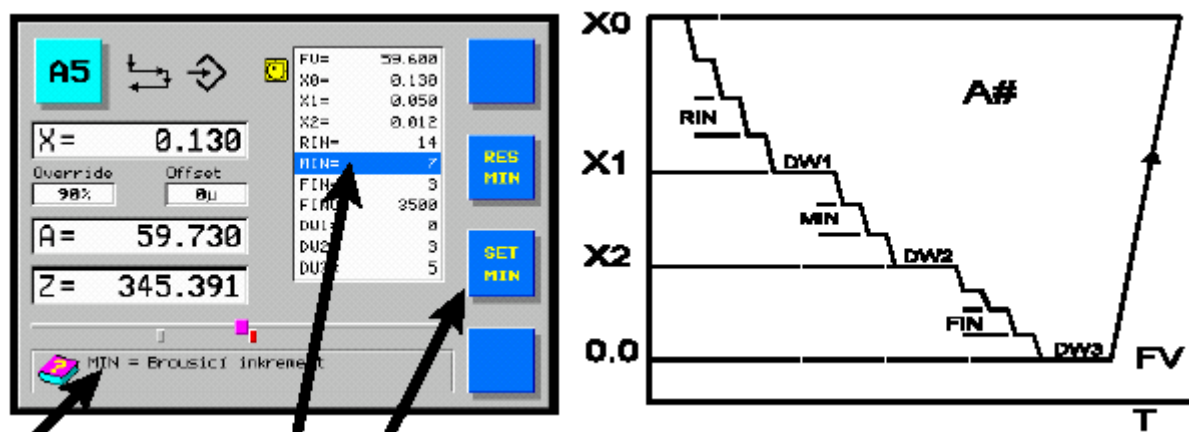 A5
X= 0.130
Override Offset
90% 0µ
A= 59.730
Z= 345.391
FV= 59.600
X0= 0.130
X1= 0.050
X2= 0.012
RIN= 14
MIN= 7
FIN= 3
FINC 3500
DW1= 0
DW2 3
DW3= 5
RES
MIN
SET
MIN
MIN = Brousicí inkrement
X0
A#
RIN
X1
DW1
MIN
X2
DW2
FIN
0.0
DW3
FV
T